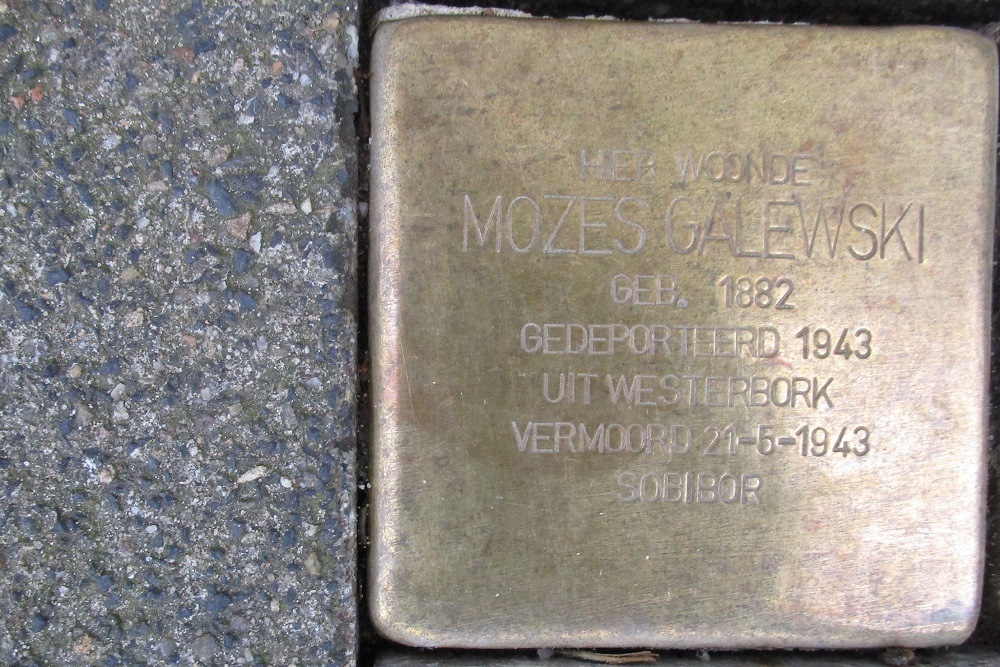 HIER WOONDE
MOZES GALEWSKI
GEB. 1882
GEDEPORTEERD 1943
UIT WESTERBORK
VERMOORD 21-5-1943
SOBIBOR